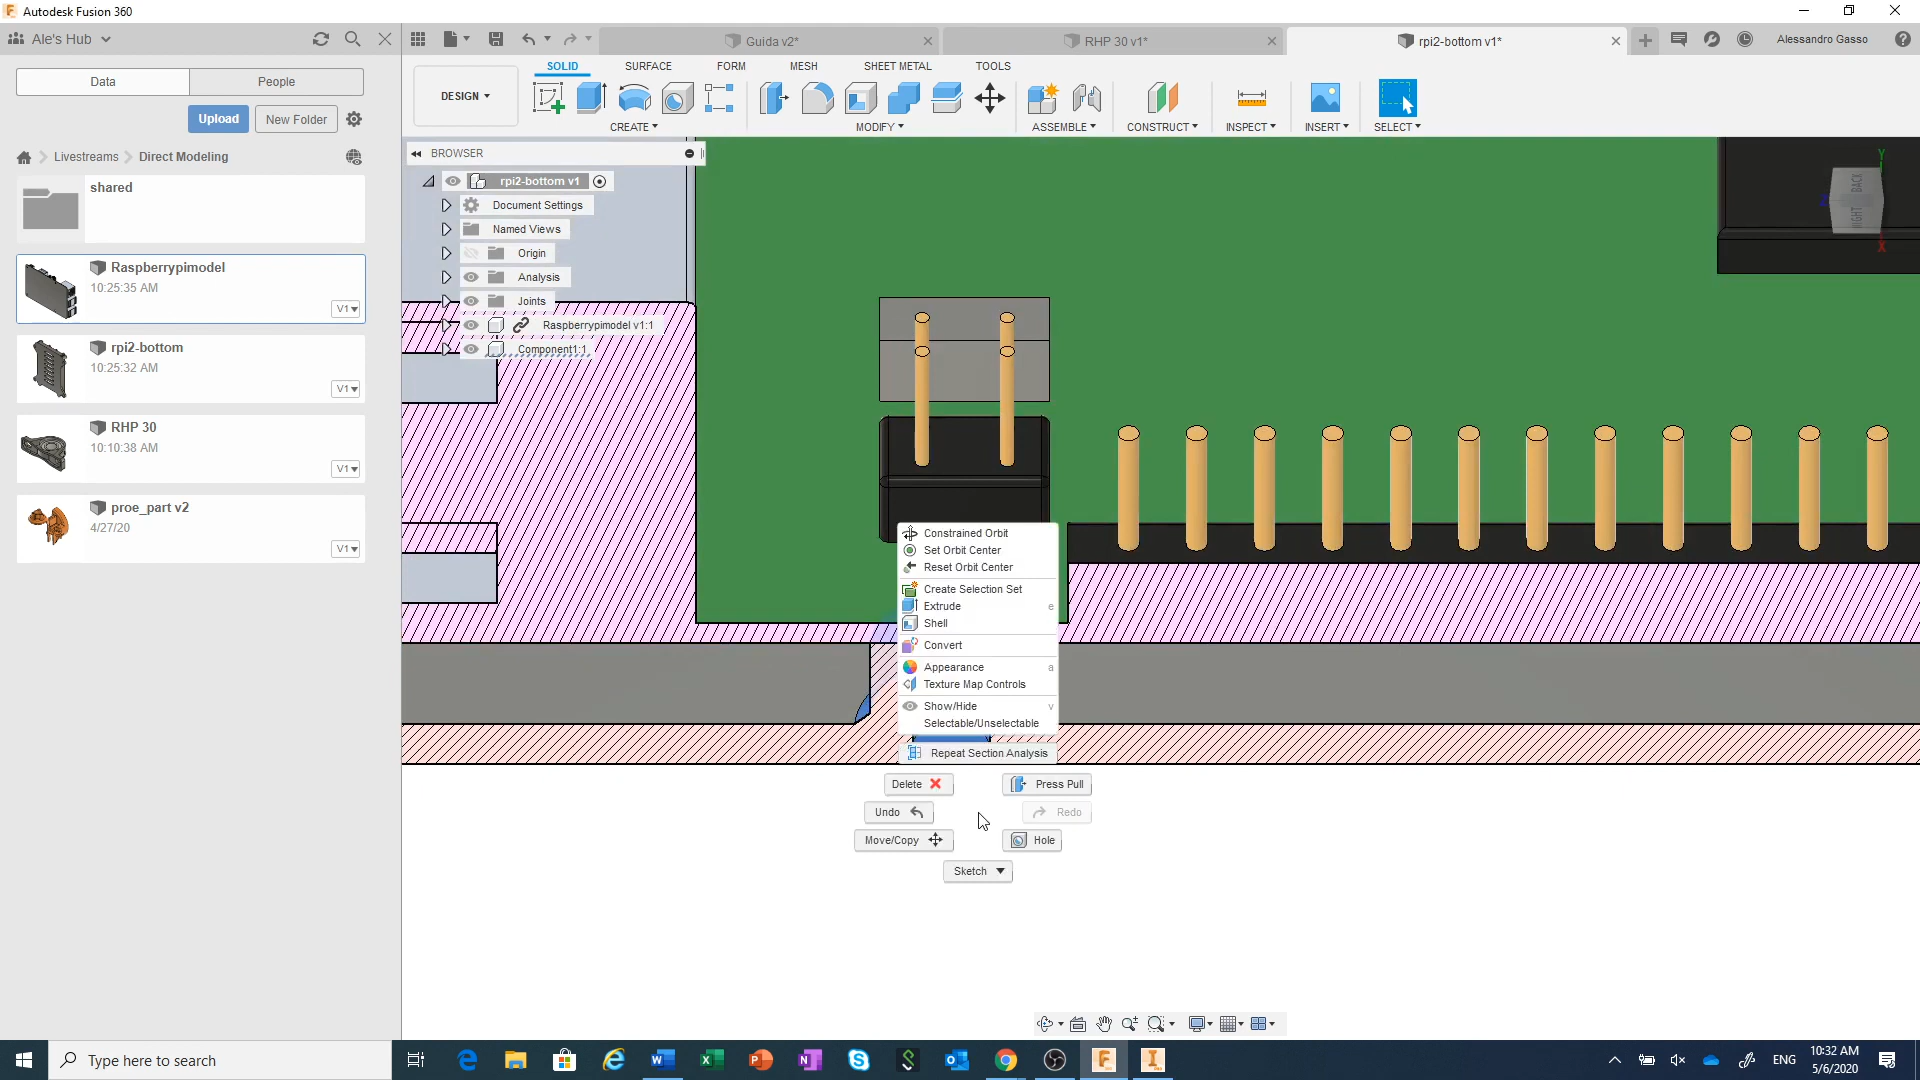 Autodesk Fusion 360
Ale's Hub
Guida v2*
RHP 30 v1*
rpi2-bottom v1*
Alessandro Gasso
Data
People
Upload
New Folder
Livestreams
Direct Modeling
shared
Raspberrypimodel
10:25:35 AM
V1
rpi2-bottom
10:25:32 AM
V1
RHP 30
10:10:38 AM
V1
proe_part v2
4/27/20
V1
DESIGN
SOLID
SURFACE
FORM
MESH
SHEET METAL
TOOLS
CREATE
MODIFY
ASSEMBLE
CONSTRUCT
INSPECT
INSERT
SELECT
BROWSER
rpi2-bottom v1
Document Settings
Named Views
Origin
Analysis
Joints
Raspberrypimodel v1:1
Component1:1
Y
Z
X
RIGHT
BACK
Constrained Orbit
Set Orbit Center
Reset Orbit Center
Create Selection Set
Extrude e
Shell
Convert
Appearance a
Texture Map Controls
Show/Hide v
Selectable/Unselectable
Repeat Section Analysis
Delete
Press Pull
Undo
Redo
Move/Copy
Hole
Sketch
Type here to search
ENG
10:32 AM
5/6/2020